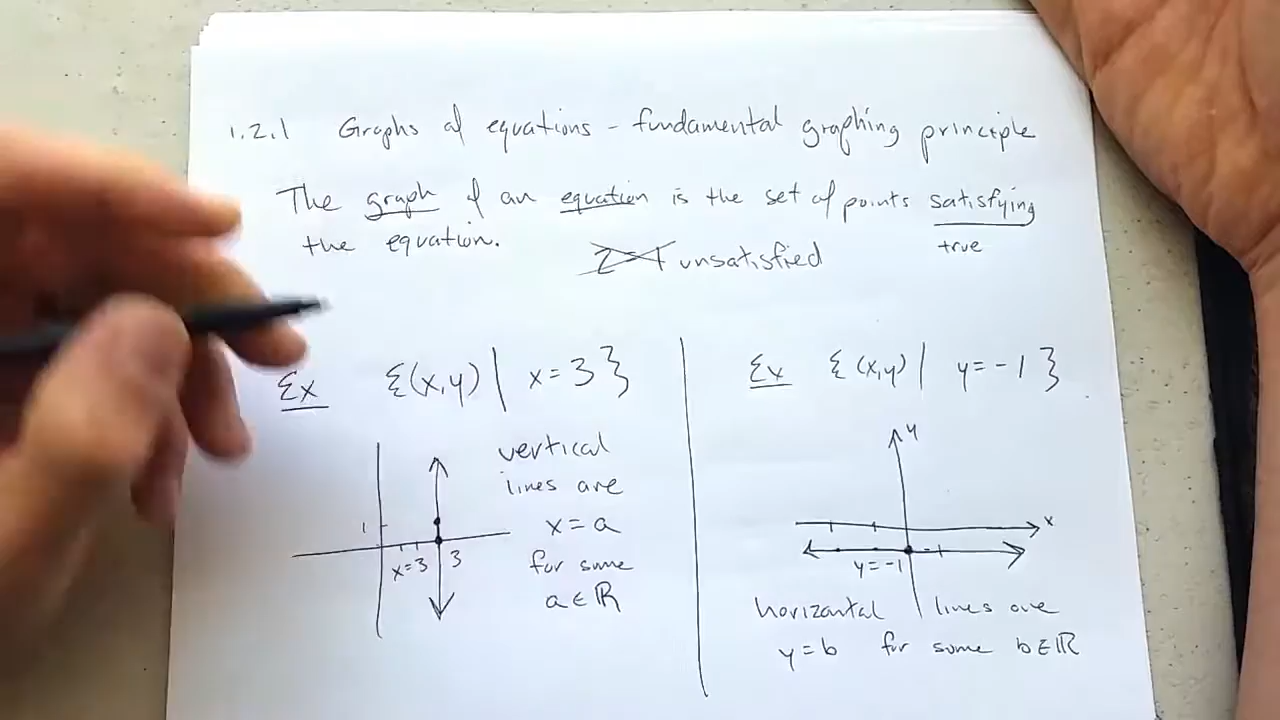 1.2.1 Graphs of equations - fundamental graphing principle
The graph of an equation is the set of points satisfying
the equation.
true
2=1 unsatisfied
Ex {(x,y) | x=3}
vertical
lines are
x=a
for some
a∈ℝ
1
x=3
3
Ex {(x,y) | y=-1}
y
x
y=-1
horizontal lines are
y=b for some b∈ℝ